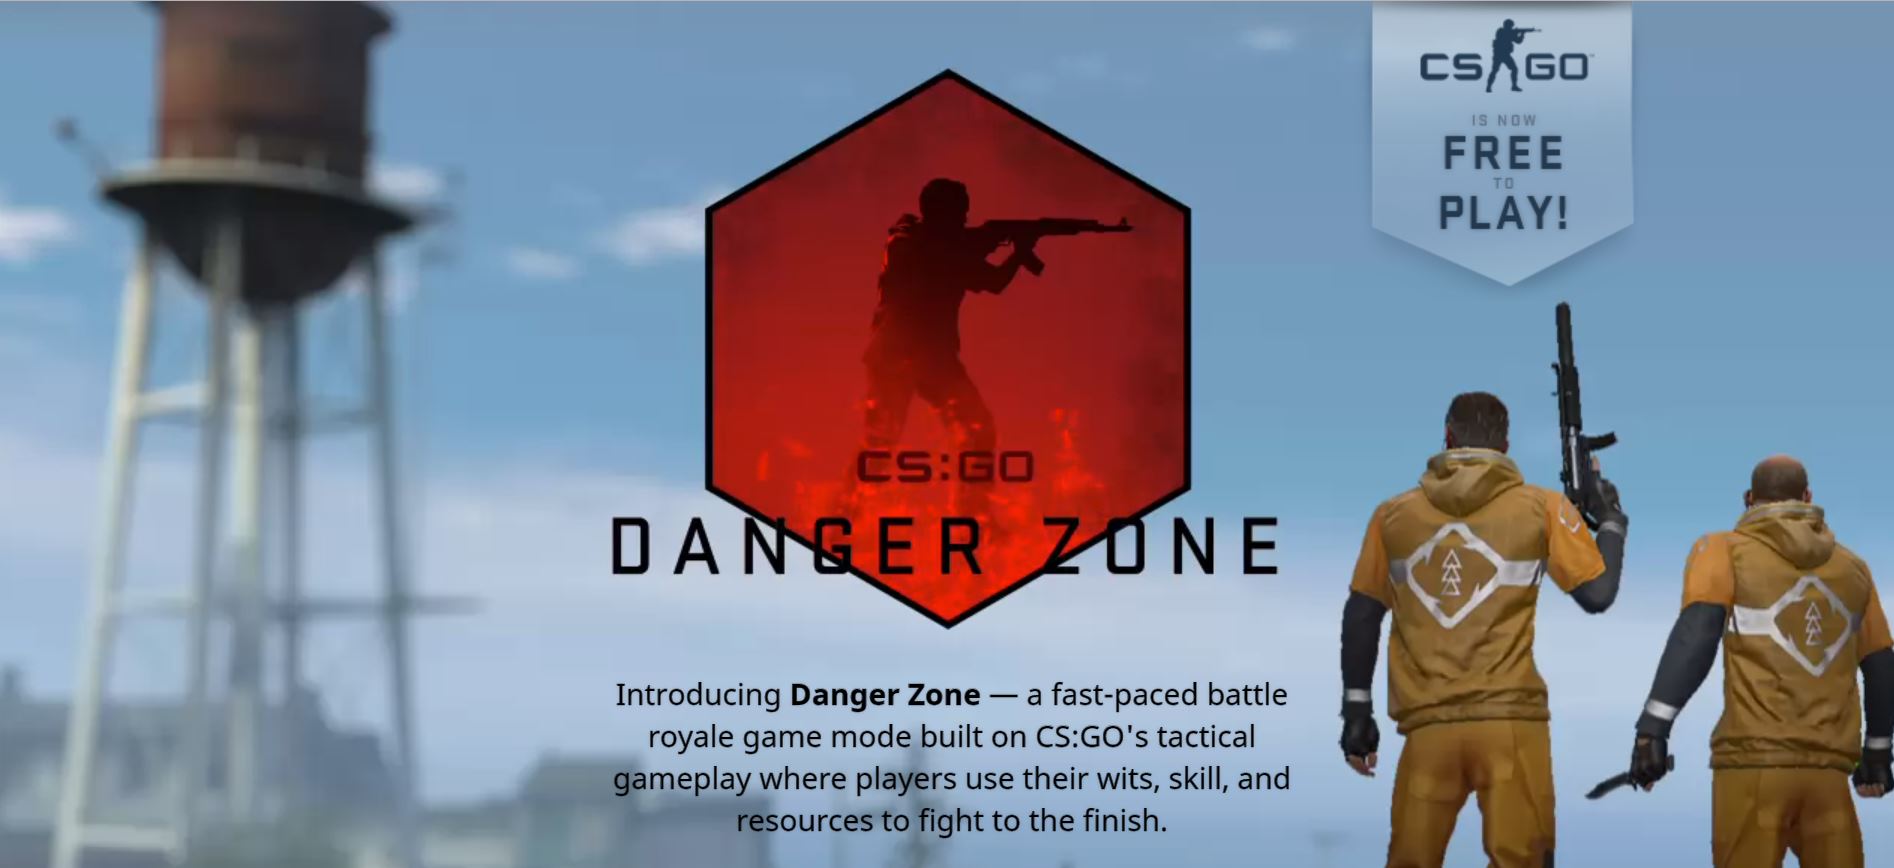 CS GO
IS NOW
FREE
TO
PLAY!
CS:GO
DANGER ZONE
Introducing Danger Zone — a fast-paced battle
royale game mode built on CS:GO's tactical
gameplay where players use their wits, skill, and
resources to fight to the finish.